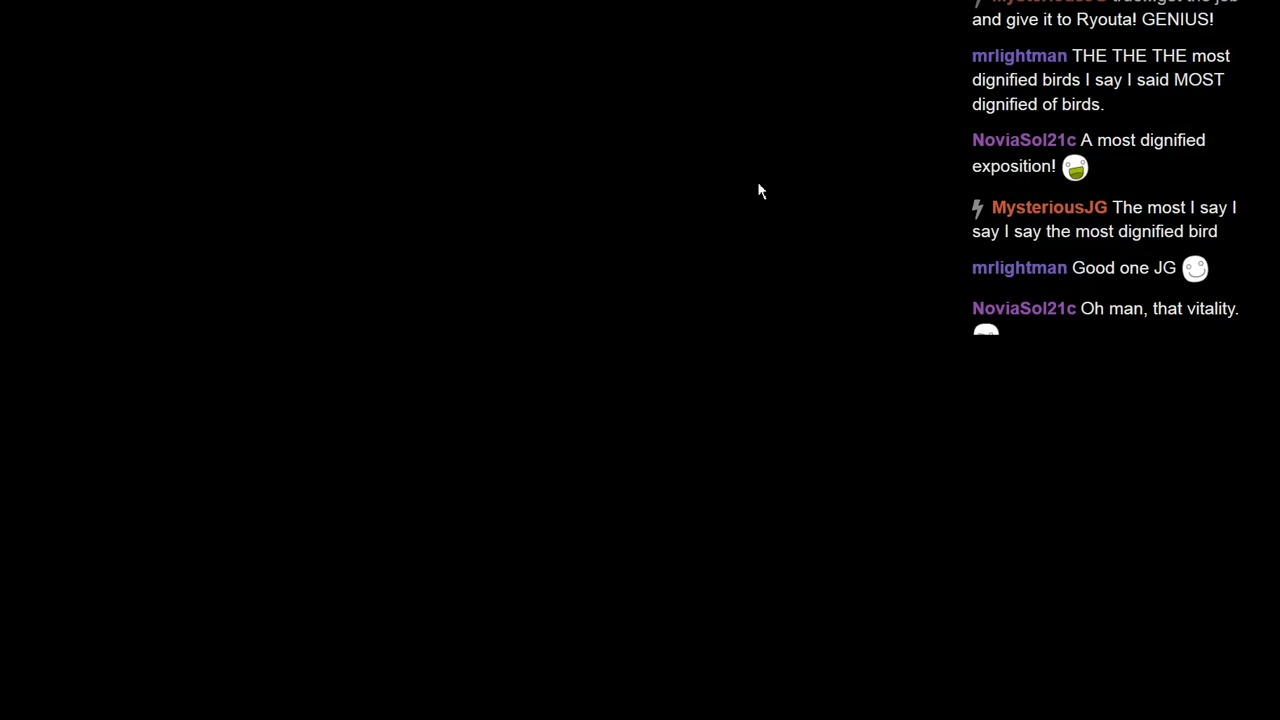 and give it to Ryouta! GENIUS!
mrlightman THE THE THE most
dignified birds I say I said MOST
dignified of birds.
NoviaSol21c A most dignified
exposition!
MysteriousJG The most I say I
say I say the most dignified bird
mrlightman Good one JG
NoviaSol21c Oh man, that vitality.